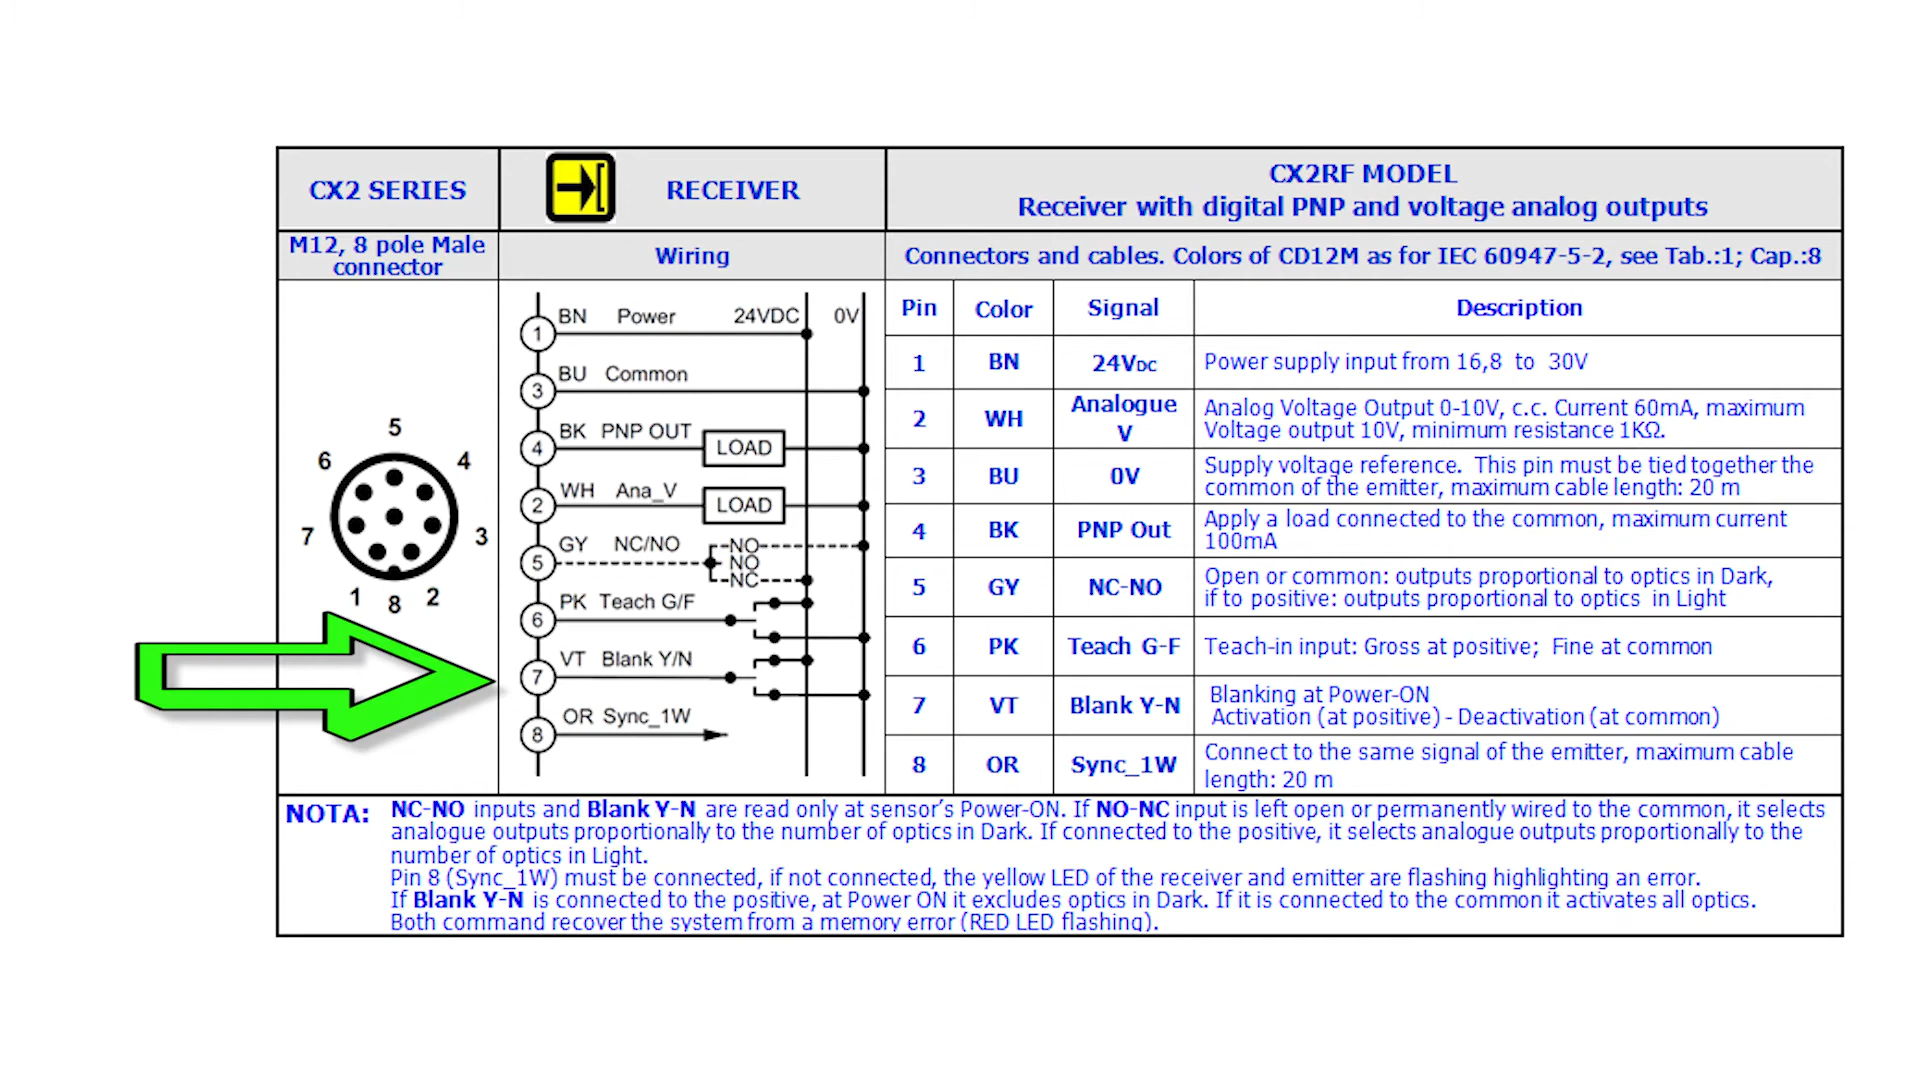 CX2 SERIES
RECEIVER
CX2RF MODEL
Receiver with digital PNP and voltage analog outputs
M12, 8 pole Male
connector
Wiring
Connectors and cables. Colors of CD12M as for IEC 60947-5-2, see Tab.:1; Cap.:8
5
6
4
7
3
1
8
2
1 BN Power 24VDC 0V
3 BU Common
4 BK PNP OUT LOAD
2 WH Ana_V LOAD
5 GY NC/NO
NO
NO
NC
6 PK Teach G/F
7 VT Blank Y/N
8 OR Sync_1W
Pin Color Signal Description
1 BN 24VDC Power supply input from 16,8 to 30V
2 WH Analogue
V
Analog Voltage Output 0-10V, c.c. Current 60mA, maximum
Voltage output 10V, minimum resistance 1KΩ.
3 BU 0V
Supply voltage reference. This pin must be tied together the
common of the emitter, maximum cable length: 20 m
4 BK PNP Out
Apply a load connected to the common, maximum current
100mA
5 GY NC-NO
Open or common: outputs proportional to optics in Dark,
if to positive: outputs proportional to optics in Light
6 PK Teach G-F Teach-in input: Gross at positive; Fine at common
7 VT Blank Y-N
Blanking at Power-ON
Activation (at positive) - Deactivation (at common)
8 OR Sync_1W
Connect to the same signal of the emitter, maximum cable
length: 20 m
NOTA: NC-NO inputs and Blank Y-N are read only at sensor's Power-ON. If NO-NC input is left open or permanently wired to the common, it selects
analogue outputs proportionally to the number of optics in Dark. If connected to the positive, it selects analogue outputs proportionally to the
number of optics in Light.
Pin 8 (Sync_1W) must be connected, if not connected, the yellow LED of the receiver and emitter are flashing highlighting an error.
If Blank Y-N is connected to the positive, at Power ON it excludes optics in Dark. If it is connected to the common it activates all optics.
Both command recover the system from a memory error (RED LED flashing).